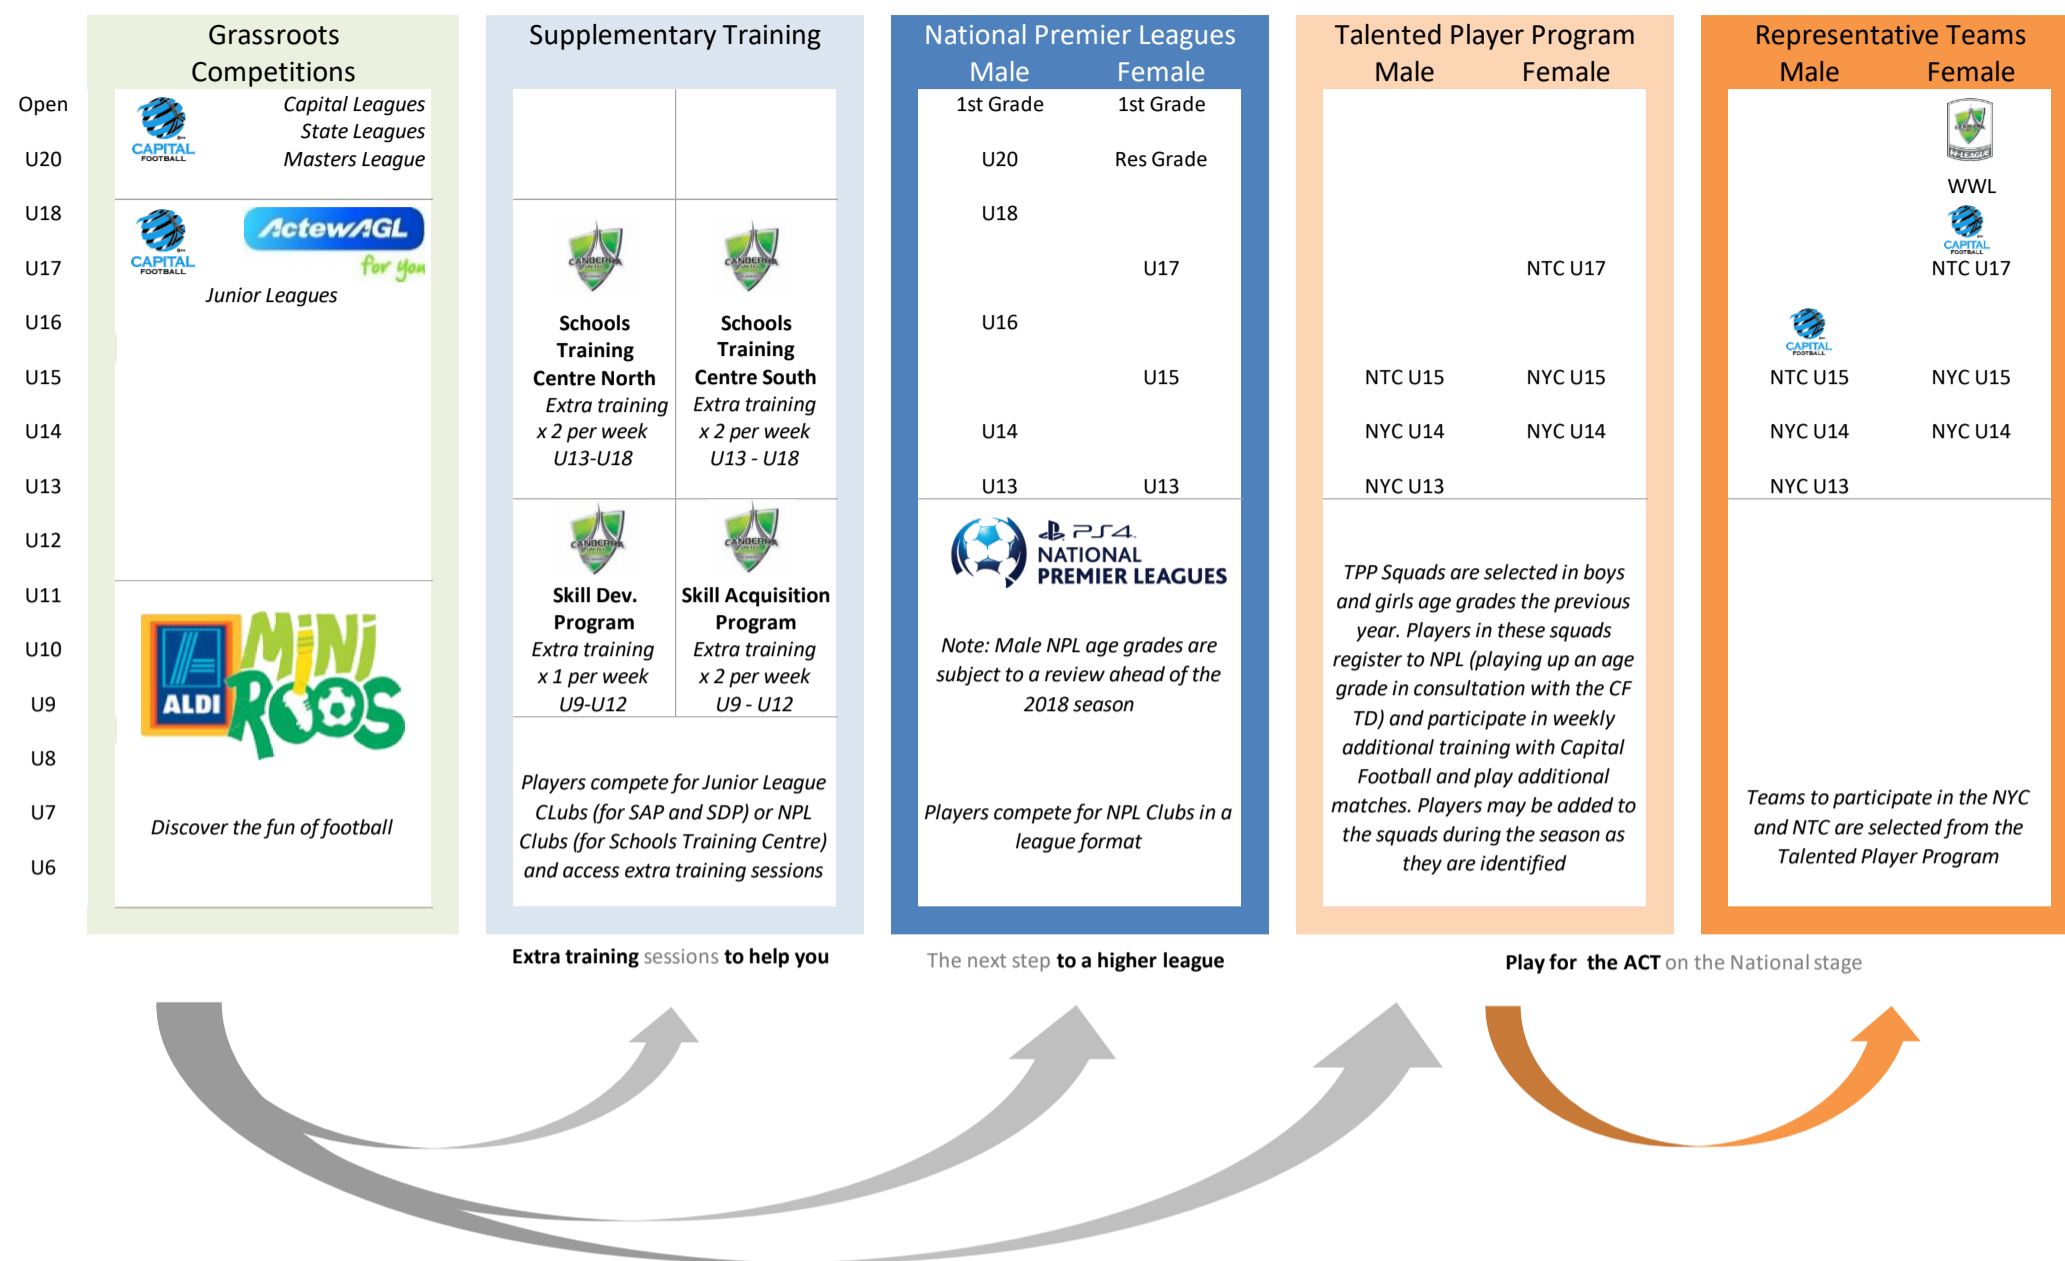 Grassroots
Competitions
Open
U20
U18
U17
U16
U15
U14
U13
U12
U11
U10
U9
U8
U7
U6
CAPITAL
FOOTBALL
Capital Leagues
State Leagues
Masters League
CAPITAL
FOOTBALL
ActewAGL
for you
Junior Leagues
ALDI
MiNi
ROOS
Discover the fun of football
Supplementary Training
CANBERRA
UNITED
Schools
Training
Centre North
Extra training
x 2 per week
U13-U18
CANBERRA
UNITED
Schools
Training
Centre South
Extra training
x 2 per week
U13 - U18
CANBERRA
UNITED
Skill Dev.
Program
Extra training
x 1 per week
U9-U12
CANBERRA
UNITED
Skill Acquisition
Program
Extra training
x 2 per week
U9 - U12
Players compete for Junior League
CLubs (for SAP and SDP) or NPL
Clubs (for Schools Training Centre)
and access extra training sessions
National Premier Leagues
Male Female
1st Grade 1st Grade
U20 Res Grade
U18
U17
U16
U15
U14
U13 U13
PS4
NATIONAL
PREMIER LEAGUES
Note: Male NPL age grades are
subject to a review ahead of the
2018 season
Players compete for NPL Clubs in a
league format
Talented Player Program
Male Female
NTC U17
NTC U15 NYC U15
NYC U14 NYC U14
NYC U13
TPP Squads are selected in boys
and girls age grades the previous
year. Players in these squads
register to NPL (playing up an age
grade in consultation with the CF
TD) and participate in weekly
additional training with Capital
Football and play additional
matches. Players may be added to
the squads during the season as
they are identified
Representative Teams
Male Female
W-LEAGUE
WWL
CAPITAL
FOOTBALL
NTC U17
CAPITAL
FOOTBALL
NTC U15 NYC U15
NYC U14 NYC U14
NYC U13
Teams to participate in the NYC
and NTC are selected from the
Talented Player Program
Extra training sessions to help you
The next step to a higher league
Play for the ACT on the National stage